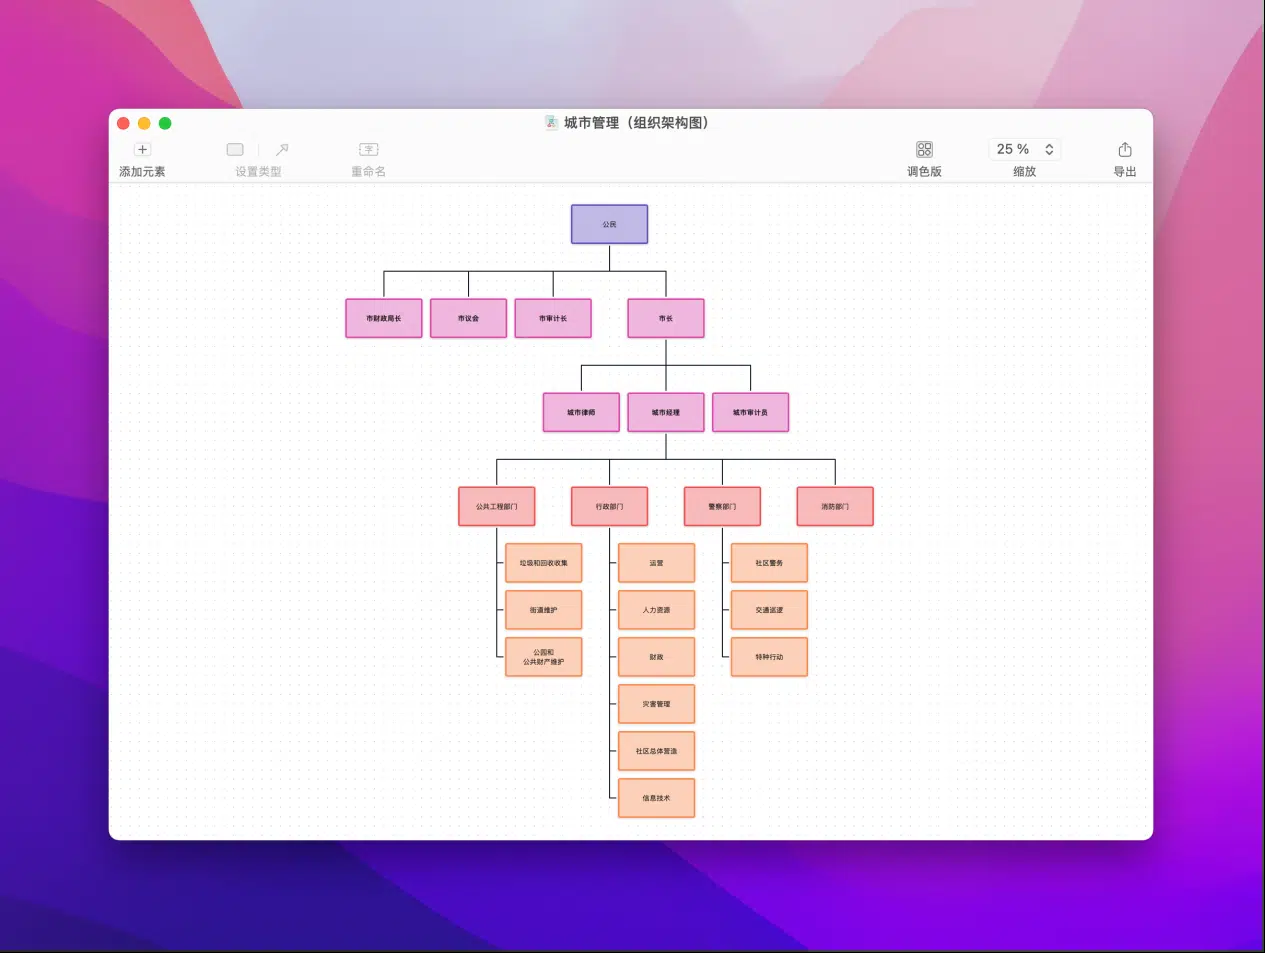 城市管理（组织架构图）
添加元素
设置类型
重命名
调色版
25 %
缩放
导出
公民
市财政局长
市议会
市审计长
市长
城市律师
城市经理
城市审计员
公共工程部门
行政部门
警察部门
消防部门
垃圾和回收收集
运营
社区警务
街道维护
人力资源
交通巡逻
公园和
公共财产维护
财政
特种行动
灾害管理
社区总体营造
信息技术